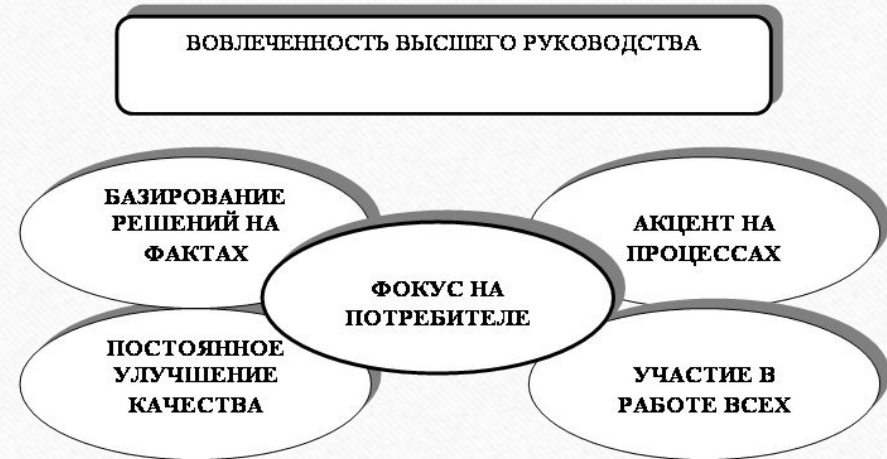 ВОВЛЕЧЕННОСТЬ ВЫСШЕГО РУКОВОДСТВА
БАЗИРОВАНИЕ
РЕШЕНИЙ НА
ФАКТАХ
АКЦЕНТ НА
ПРОЦЕССАХ
ФОКУС НА
ПОТРЕБИТЕЛЕ
ПОСТОЯННОЕ
УЛУЧШЕНИЕ
КАЧЕСТВА
УЧАСТИЕ В
РАБОТЕ ВСЕХ